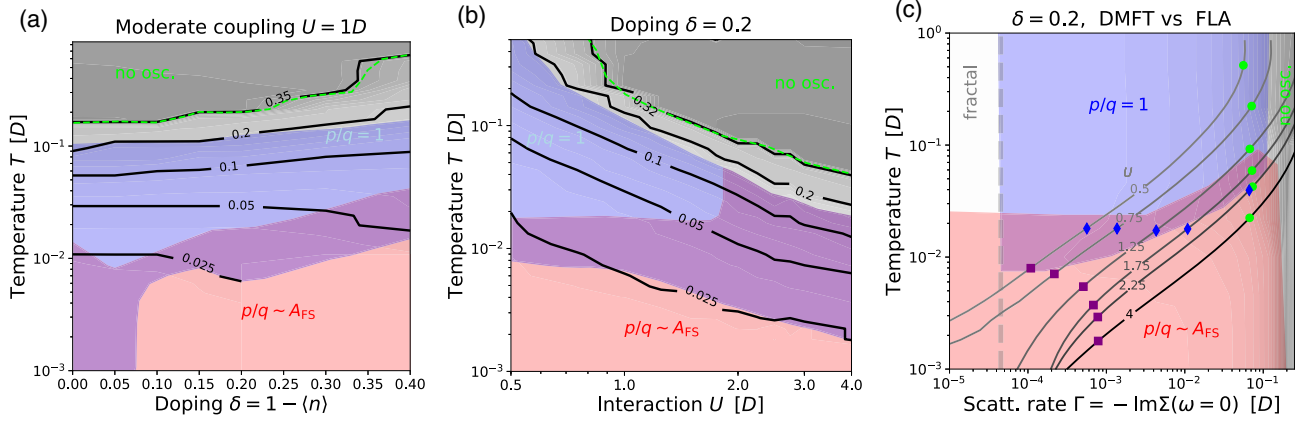 (a)
Moderate coupling U = 1D
Temperature T [D]
10⁻¹
10⁻²
10⁻³
no osc.
0.35
0.2
p/q = 1
0.1
0.05
0.025
p/q ~ A_FS
0.00 0.05 0.10 0.15 0.20 0.25 0.30 0.35 0.40
Doping δ = 1 − ⟨n⟩
(b)
Doping δ = 0.2
Temperature T [D]
10⁻¹
10⁻²
10⁻³
no osc.
0.32
p/q = 1
0.1
0.2
0.05
0.025
0.5 1.0 2.0 3.0 4.0
Interaction U [D]
(c)
δ = 0.2, DMFT vs FLA
Temperature T [D]
10⁰
10⁻¹
10⁻²
10⁻³
fractal
p/q = 1
no osc.
U
0.5
0.75
1.25
1.75
2.25
4
p/q ~ A_FS
10⁻⁵ 10⁻⁴ 10⁻³ 10⁻² 10⁻¹
Scatt. rate Γ = − ImΣ(ω = 0) [D]